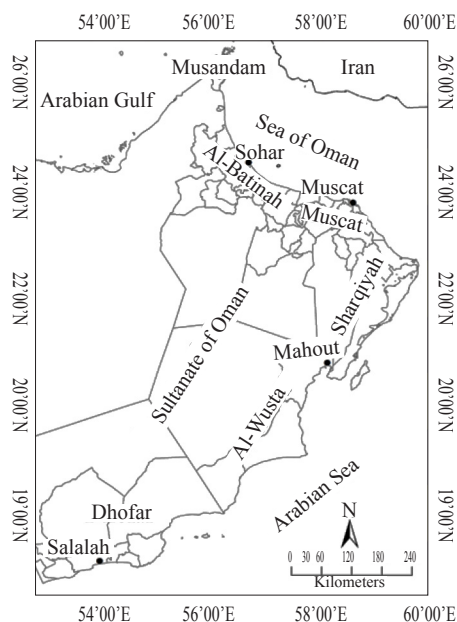 54°00′E 56°00′E 58°00′E 60°00′E
26°00′N
24°00′N
22°00′N
20°00′N
19°00′N
Musandam
Iran
Arabian Gulf
Sea of Oman
Sohar
Al-Batinah
Muscat
Muscat
Sharqiyah
Sultanate of Oman
Mahout
Al-Wusta
Arabian Sea
Dhofar
Salalah
N
0 30 60 120 180 240
Kilometers
26°00′N
24°00′N
22°00′N
20°00′N
19°00′N
54°00′E 56°00′E 58°00′E 60°00′E